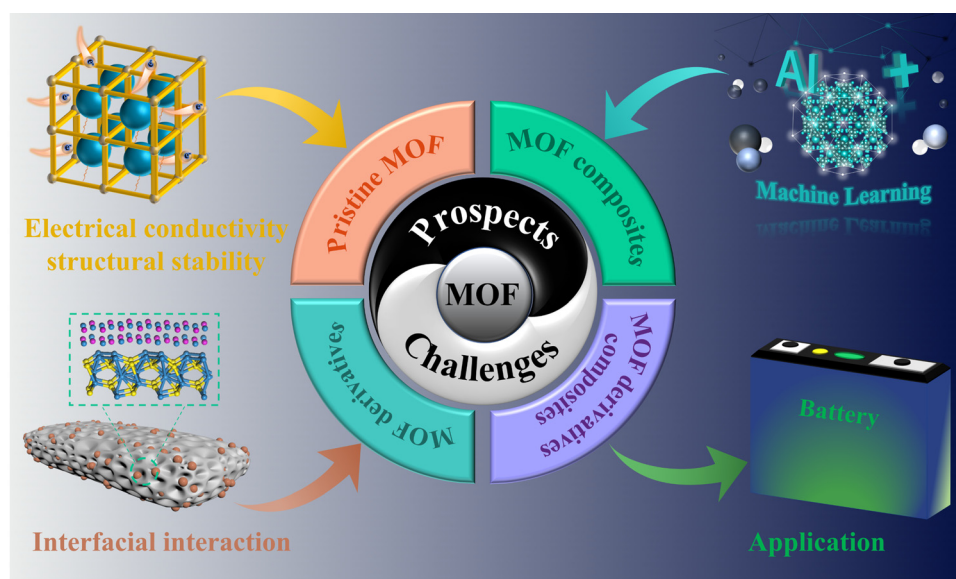 Electrical conductivity
structural stability
Pristine MOF
MOF composites
AI +
Machine Learning
Prospects
MOF
Challenges
MOF derivatives
MOF derivatives
composites
Battery
Interfacial interaction
Application